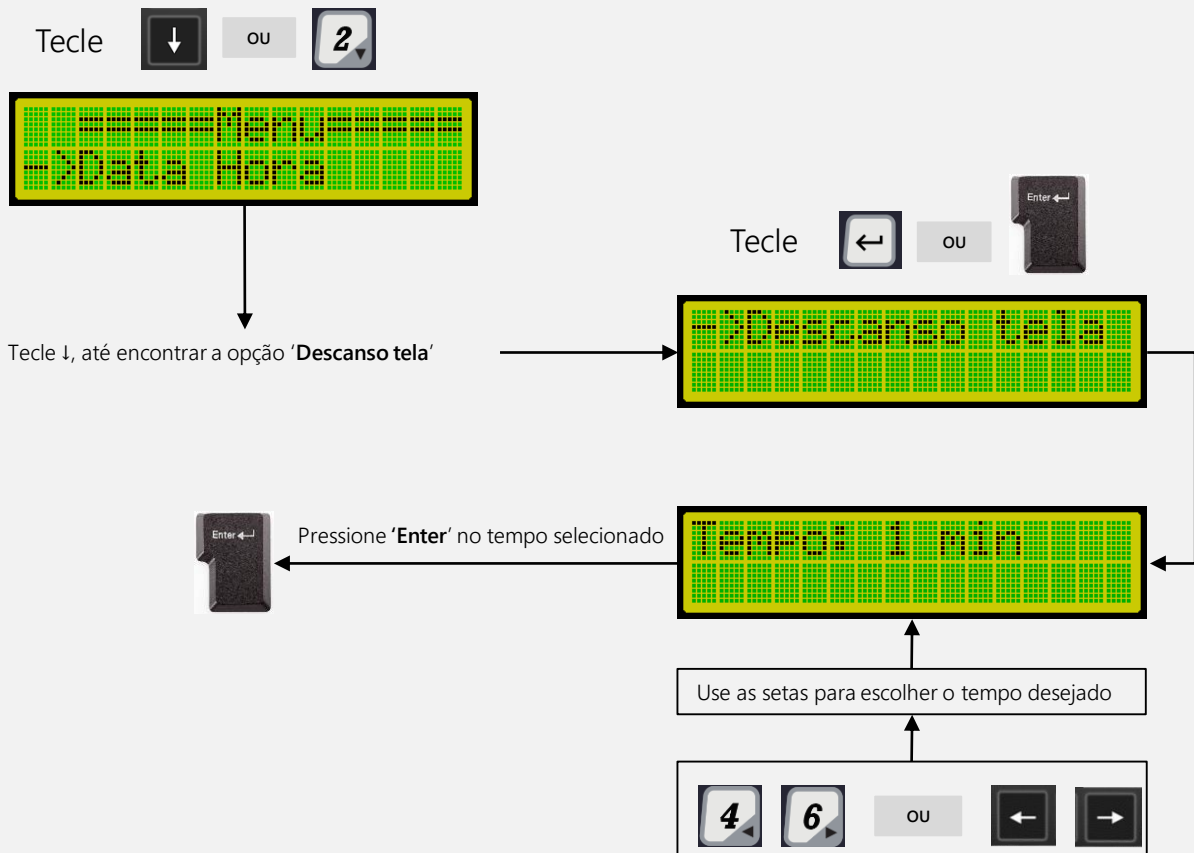 Tecle ↓ OU 2
======Menu======
->Data Hora
Tecle ↵ OU Enter
Tecle ↓, até encontrar a opção ‘Descanso tela’
->Descanso tela
Enter
Pressione ‘Enter’ no tempo selecionado
Tempo: 1 min
Use as setas para escolher o tempo desejado
4 6 OU ← →